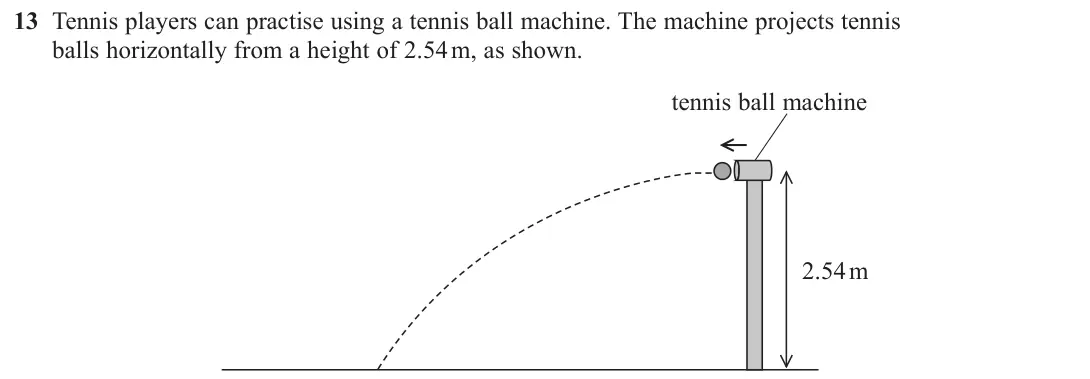 13 Tennis players can practise using a tennis ball machine. The machine projects tennis
balls horizontally from a height of 2.54 m, as shown.
tennis ball machine
2.54 m